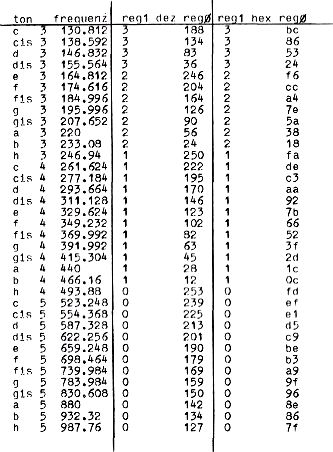 ton frequenz reg1 dez reg0 reg1 hex reg0
c 3 130.812 3 188 3 bc
cis 3 138.592 3 134 3 86
d 3 146.832 3 83 3 53
dis 3 155.564 3 36 3 24
e 3 164.812 2 246 2 f6
f 3 174.616 2 204 2 cc
fis 3 184.996 2 164 2 a4
g 3 195.996 2 126 2 7e
gis 3 207.652 2 90 2 5a
a 3 220 2 56 2 38
b 3 233.08 2 24 2 18
h 3 246.94 1 250 1 fa
c 4 261.624 1 222 1 de
cis 4 277.184 1 195 1 c3
d 4 293.664 1 170 1 aa
dis 4 311.128 1 146 1 92
e 4 329.624 1 123 1 7b
f 4 349.232 1 102 1 66
fis 4 369.992 1 82 1 52
g 4 391.992 1 63 1 3f
gis 4 415.304 1 45 1 2d
a 4 440 1 28 1 1c
b 4 466.16 1 12 1 0c
h 4 493.88 0 253 0 fd
c 5 523.248 0 239 0 ef
cis 5 554.368 0 225 0 e1
d 5 587.328 0 213 0 d5
dis 5 622.256 0 201 0 c9
e 5 659.248 0 190 0 be
f 5 698.464 0 179 0 b3
fis 5 739.984 0 169 0 a9
g 5 783.984 0 159 0 9f
gis 5 830.608 0 150 0 96
a 5 880 0 142 0 8e
b 5 932.32 0 134 0 86
h 5 987.76 0 127 0 7f